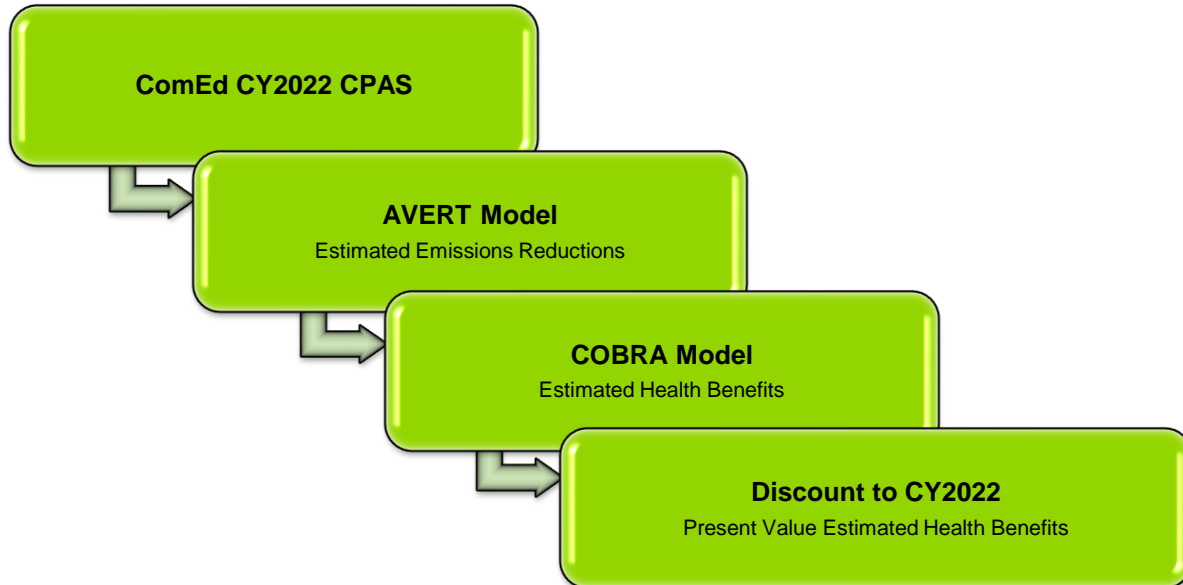 ComEd CY2022 CPAS
AVERT Model
Estimated Emissions Reductions
COBRA Model
Estimated Health Benefits
Discount to CY2022
Present Value Estimated Health Benefits